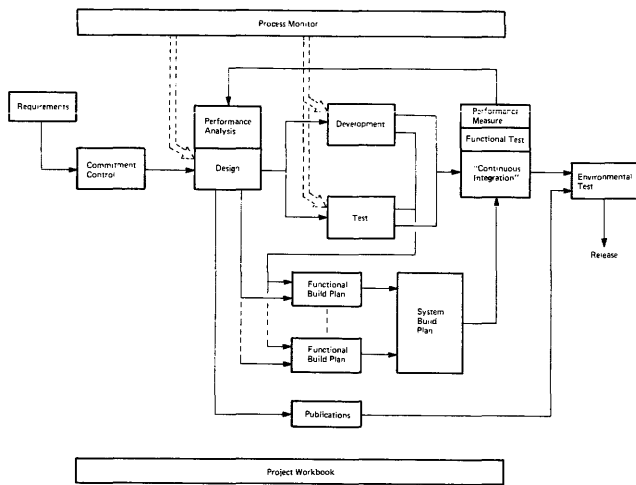 Process Monitor
Requirements
Performance
Analysis
Development
Performance
Measure
Functional Test
Commitment
Control
Design
"Continuous
Integration"
Environmental
Test
Test
Release
Functional
Build Plan
System
Build
Plan
Functional
Build Plan
Publications
Project Workbook